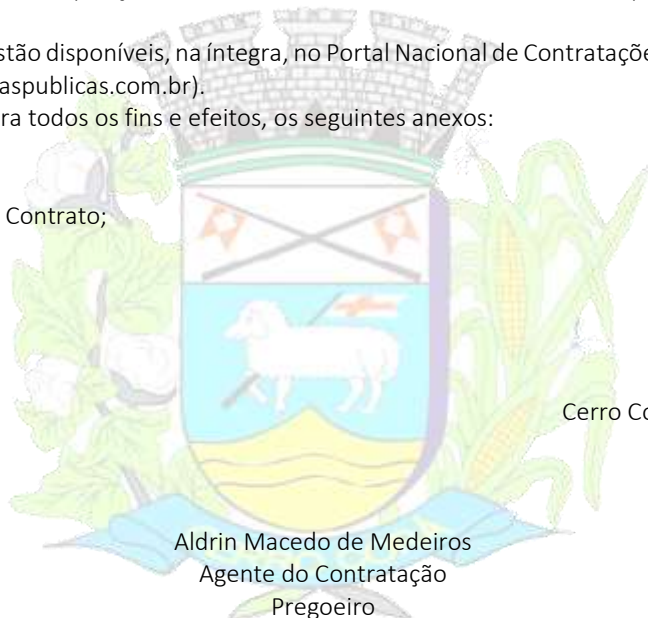 stão disponíveis, na íntegra, no Portal Nacional de Contrataçõe
aspublicas.com.br).
ra todos os fins e efeitos, os seguintes anexos:
Contrato;
Cerro Co
Aldrin Macedo de Medeiros
Agente do Contratação
Pregoeiro